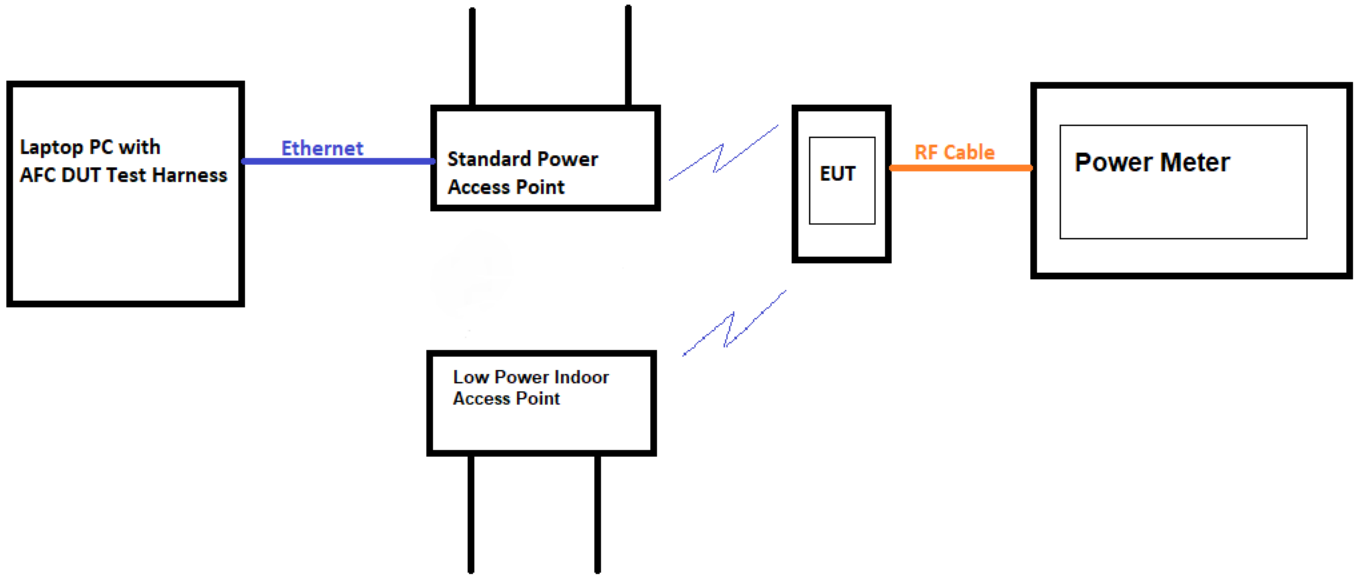 Laptop PC with
AFC DUT Test Harness
Ethernet
Standard Power
Access Point
EUT
RF Cable
Power Meter
Low Power Indoor
Access Point